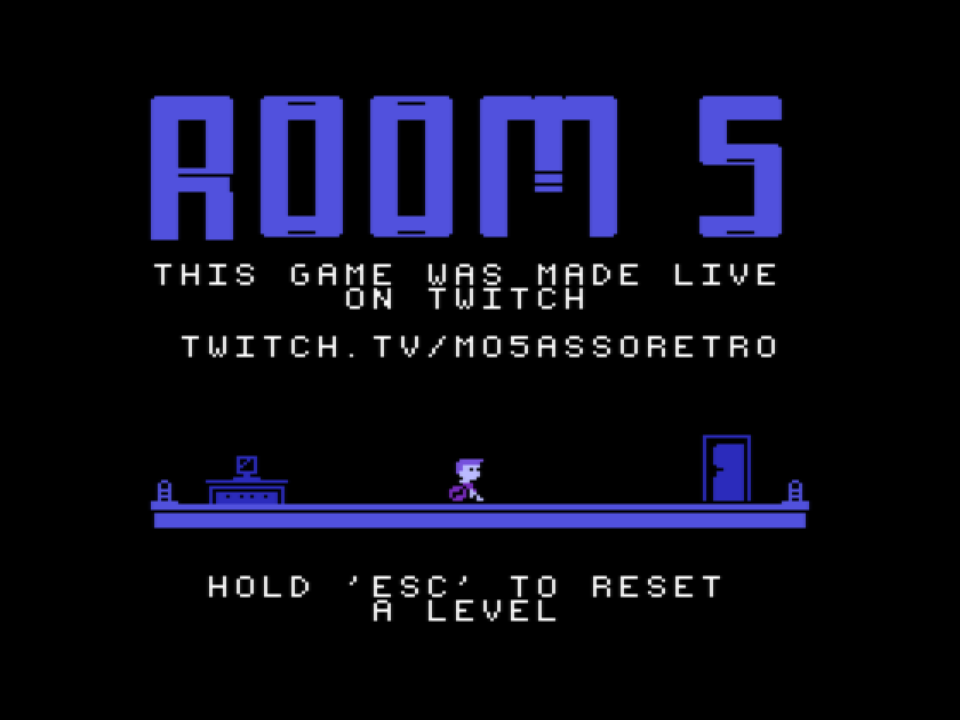 ROOM 5
THIS GAME WAS MADE LIVE
ON TWITCH
TWITCH.TV/MO5ASSORETRO
HOLD 'ESC' TO RESET
A LEVEL